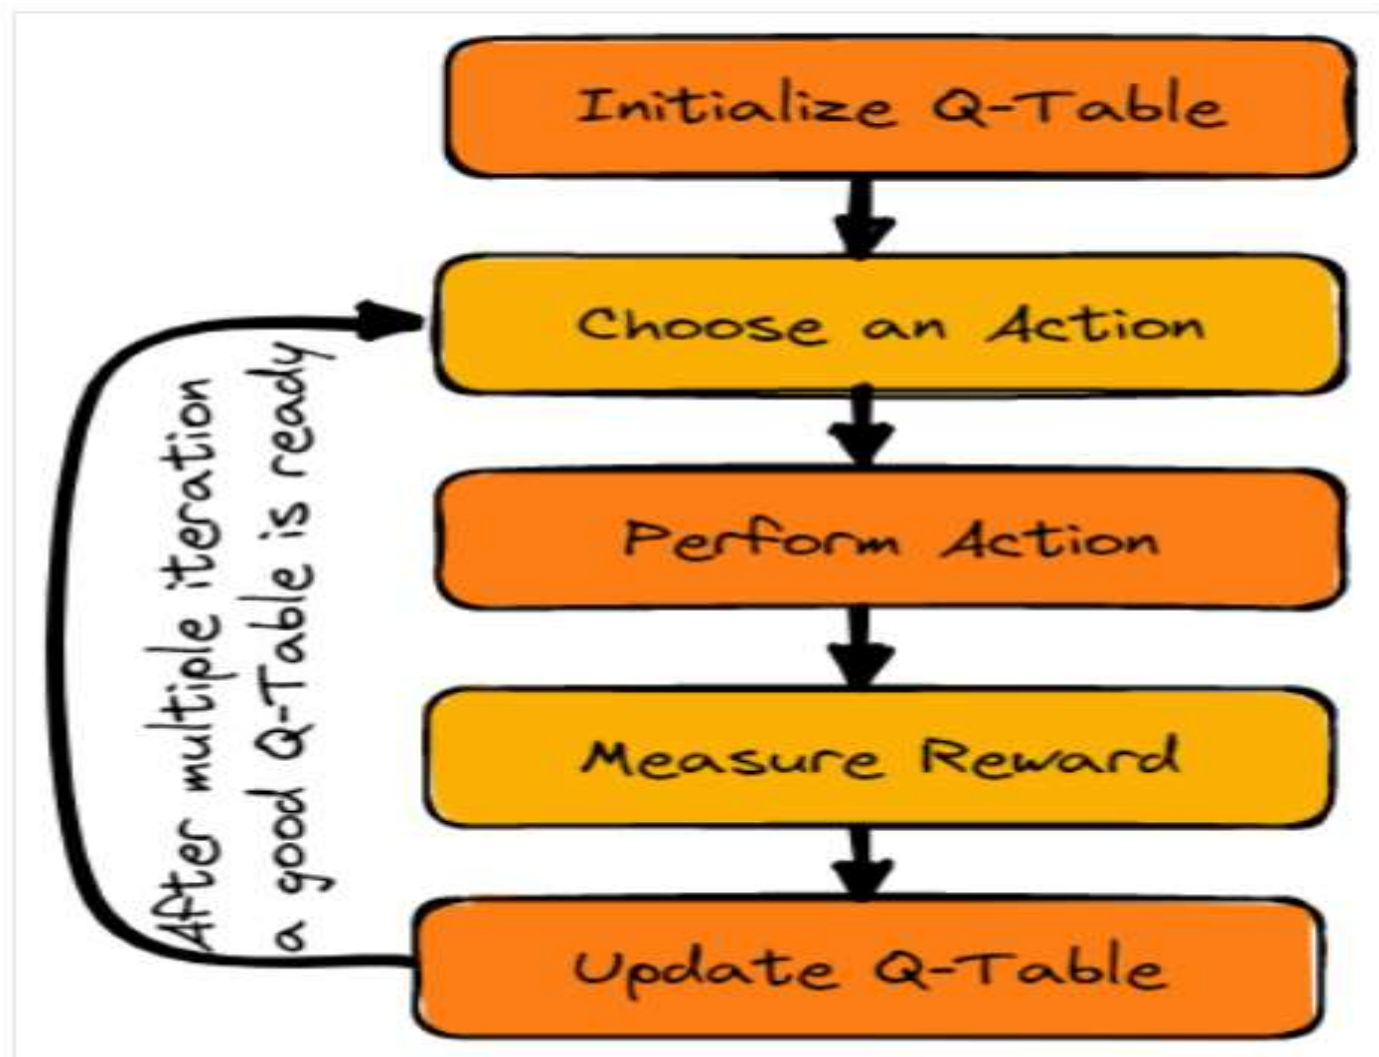 Initialize Q-Table
Choose an Action
Perform Action
Measure Reward
Update Q-Table
After multiple iteration
a good Q-Table is ready